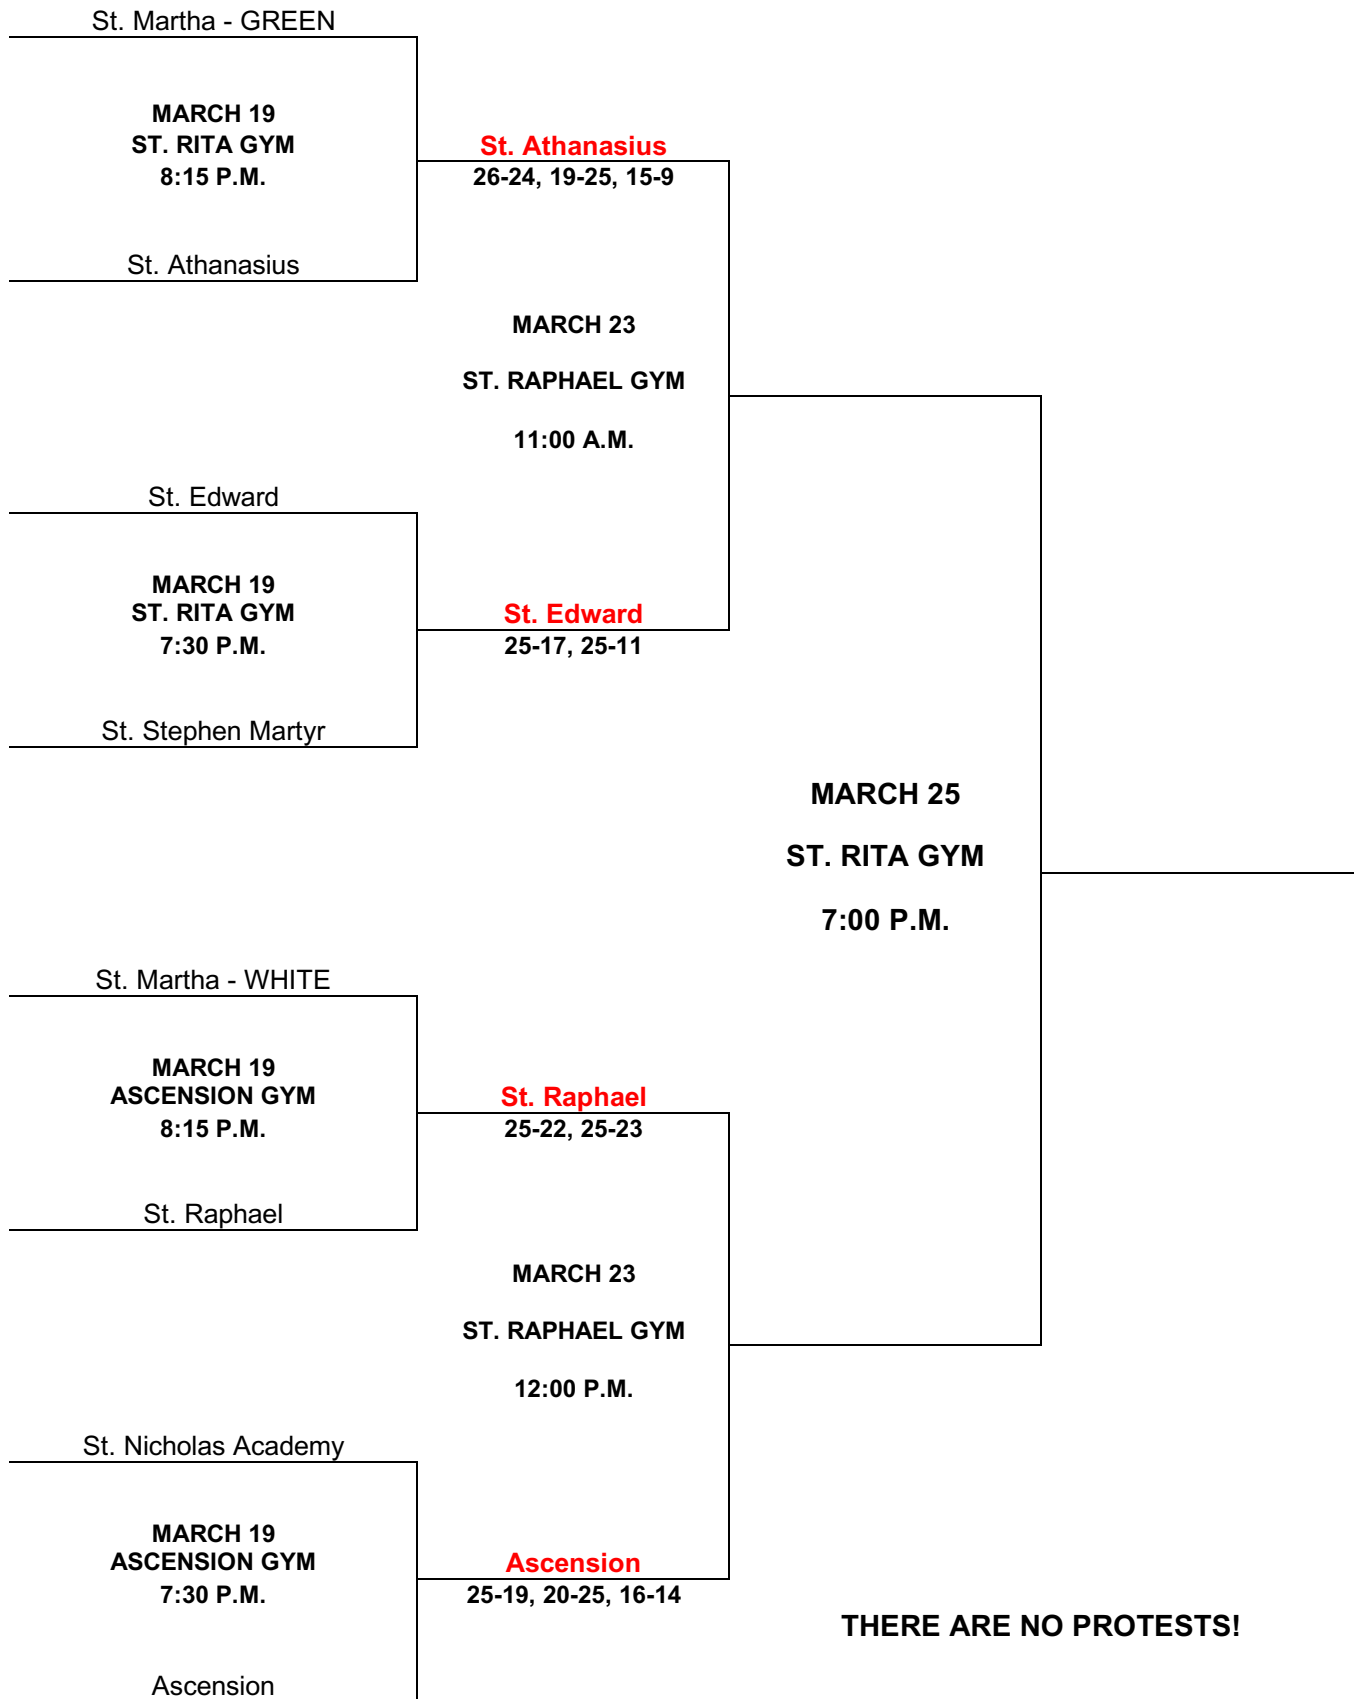 St. Martha - GREEN
MARCH 19
ST. RITA GYM
8:15 P.M.
St. Athanasius
26-24, 19-25, 15-9
St. Athanasius
MARCH 23
ST. RAPHAEL GYM
11:00 A.M.
St. Edward
MARCH 19
ST. RITA GYM
7:30 P.M.
St. Edward
25-17, 25-11
St. Stephen Martyr
MARCH 25
ST. RITA GYM
7:00 P.M.
St. Martha - WHITE
MARCH 19
ASCENSION GYM
8:15 P.M.
St. Raphael
25-22, 25-23
St. Raphael
MARCH 23
ST. RAPHAEL GYM
12:00 P.M.
St. Nicholas Academy
MARCH 19
ASCENSION GYM
7:30 P.M.
Ascension
25-19, 20-25, 16-14
THERE ARE NO PROTESTS!
Ascension